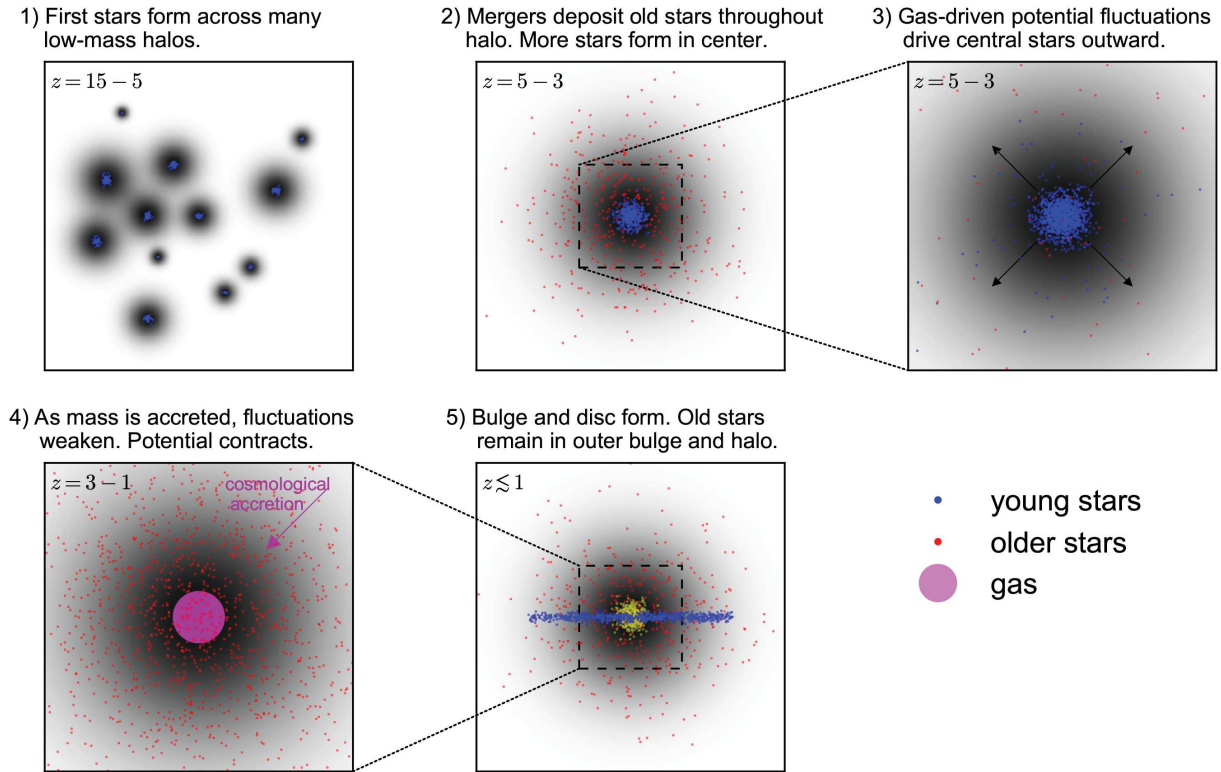 1) First stars form across many
low-mass halos.
z = 15 − 5
2) Mergers deposit old stars throughout
halo. More stars form in center.
z = 5 − 3
3) Gas-driven potential fluctuations
drive central stars outward.
z = 5 − 3
4) As mass is accreted, fluctuations
weaken. Potential contracts.
z = 3 − 1
cosmological
accretion
5) Bulge and disc form. Old stars
remain in outer bulge and halo.
z ≲ 1
young stars
older stars
gas